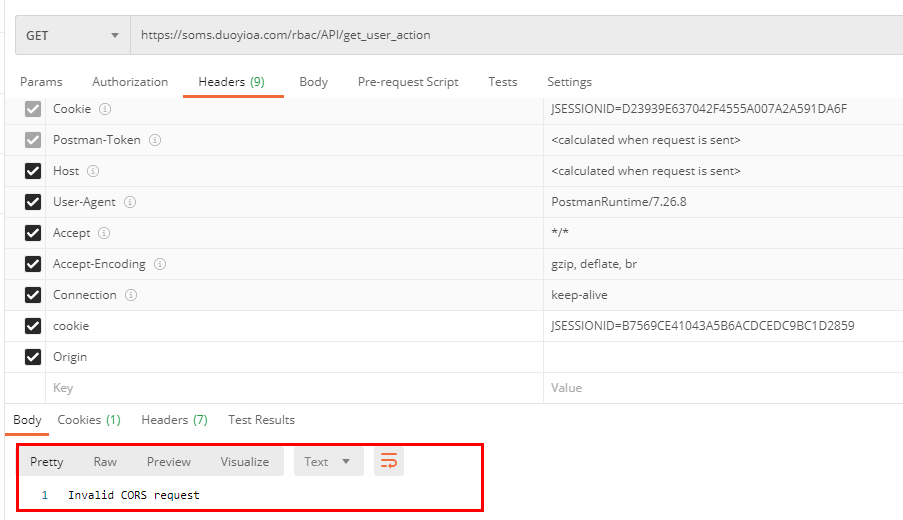 GET https://soms.duoyioa.com/rbac/API/get_user_action
Params Authorization Headers (9) Body Pre-request Script Tests Settings
Cookie JSESSIONID=D23939E637042F4555A007A2A591DA6F
Postman-Token <calculated when request is sent>
Host <calculated when request is sent>
User-Agent PostmanRuntime/7.26.8
Accept */*
Accept-Encoding gzip, deflate, br
Connection keep-alive
cookie JSESSIONID=B7569CE41043A5B6ACDCEDC9BC1D2859
Origin
Key Value
Body Cookies (1) Headers (7) Test Results
Pretty Raw Preview Visualize Text
1 Invalid CORS request